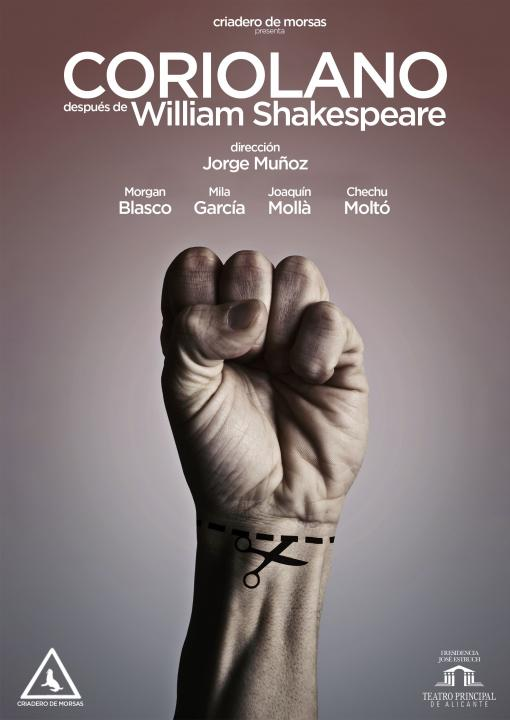 criadero de morsas
presenta
CORIOLANO
después de William Shakespeare
dirección
Jorge Muñoz
Morgan Blasco
Mila García
Joaquín Mollà
Chechu Moltó
CRIADERO DE MORSAS
RESIDENCIA
JOSÉ ESTRUCH
TEATRO PRINCIPAL
DE ALICANTE